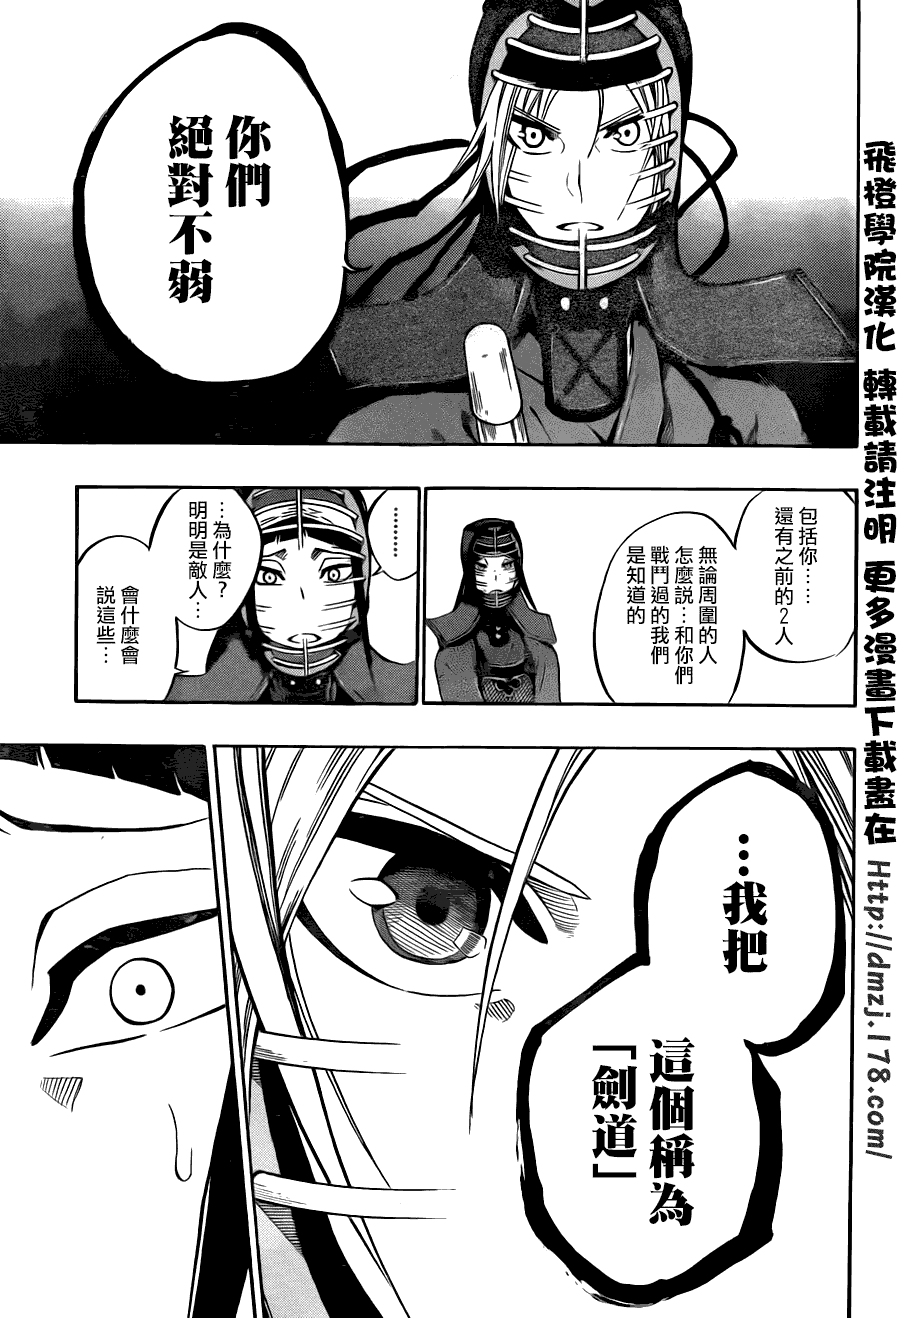 你們
絕對不弱
包括你……
還有之前的2人
無論周圍的人
怎麼說…和你們
戰鬥過的我們
是知道的
………
…為什麼?
明明是敵人…
會什麼會
說這些…
…我把
這個稱為
「劍道」
飛橙學院漢化 轉載請注明 更多漫畫下載盡在 Http://dmzj.178.com/